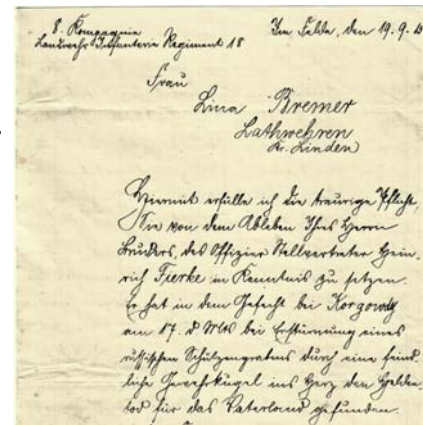 8. Kompagnie
Landwehr Infanterie Regiment 18
Im Felde, den 19. 9. 15
Frau
Lina Bremer
Lathwehren
Kr. Linden
Hiermit erfülle ich die traurige Pflicht,
Sie von dem Ableben Ihres Herrn
Bruders, des Offizier Stellvertreter Hein-
rich Fierke in Kenntnis zu setzen.
Er hat in dem Gefecht bei
am 17. d. Mts bei Erstürmung eines
russischen Schützengrabens durch eine feind-
liche Gewehrkugel ins Herz den Helden-
tod für das Vaterland gefunden.